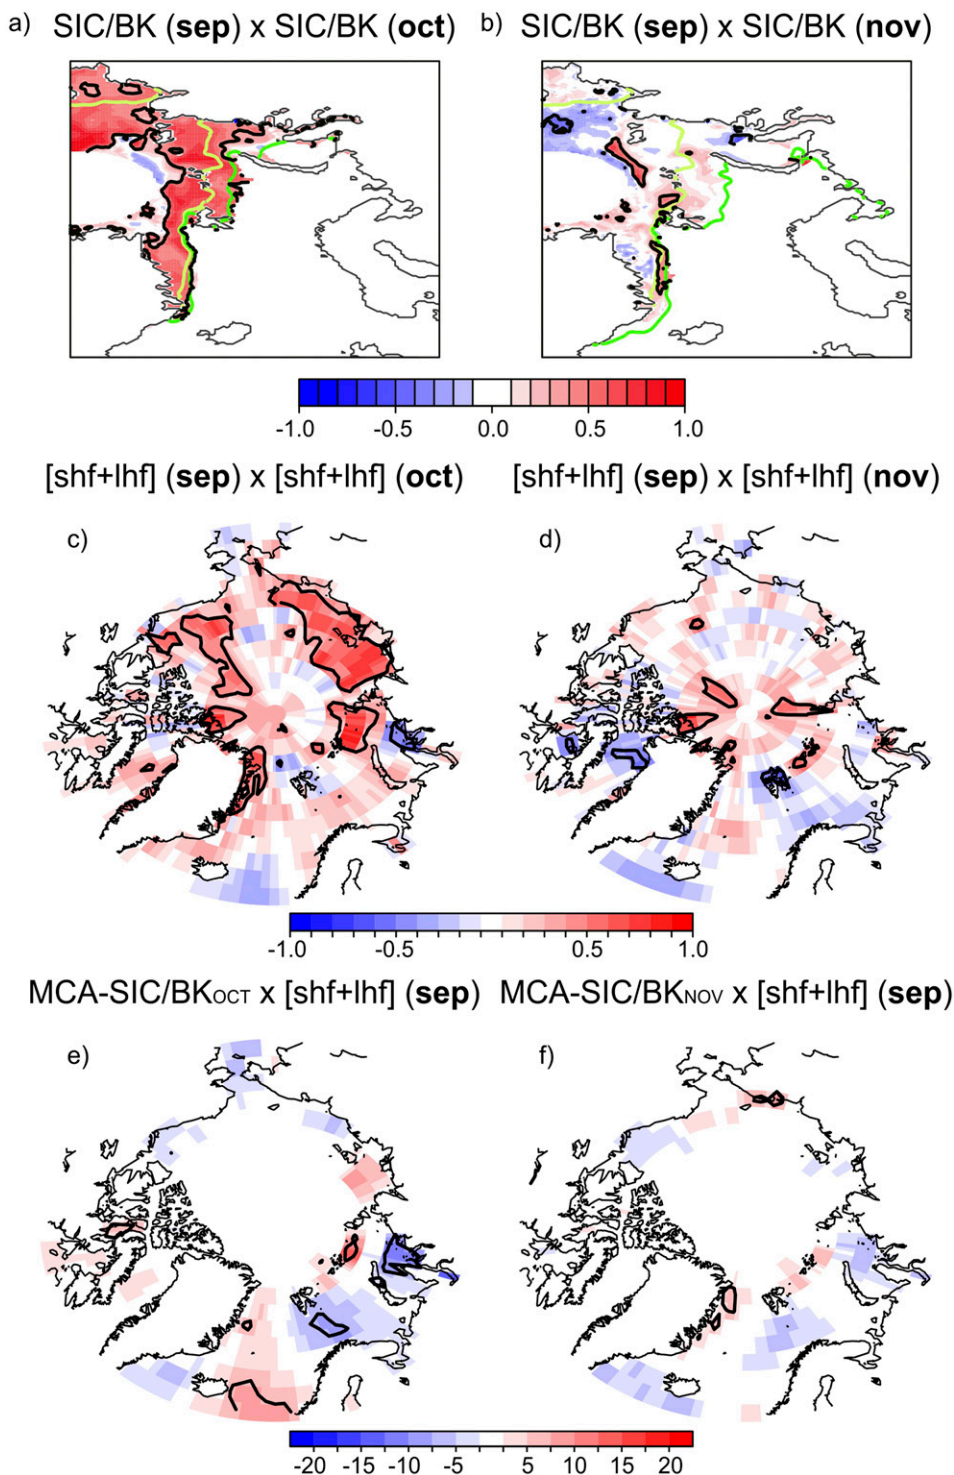 a) SIC/BK (sep) x SIC/BK (oct)
b) SIC/BK (sep) x SIC/BK (nov)
-1.0 -0.5 0.0 0.5 1.0
[shf+lhf] (sep) x [shf+lhf] (oct)
[shf+lhf] (sep) x [shf+lhf] (nov)
c)
d)
-1.0 -0.5 0.5 1.0
MCA-SIC/BKOCT x [shf+lhf] (sep)
MCA-SIC/BKNOV x [shf+lhf] (sep)
e)
f)
-20 -15 -10 -5 5 10 15 20